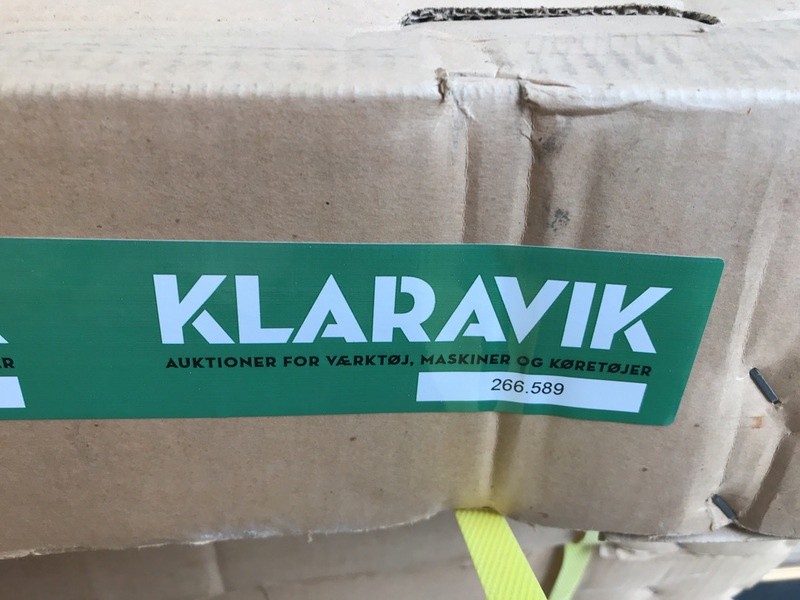 KLARAVIK
AUKTIONER FOR VÆRKTØJ, MASKINER OG KØRETØJER
266.589